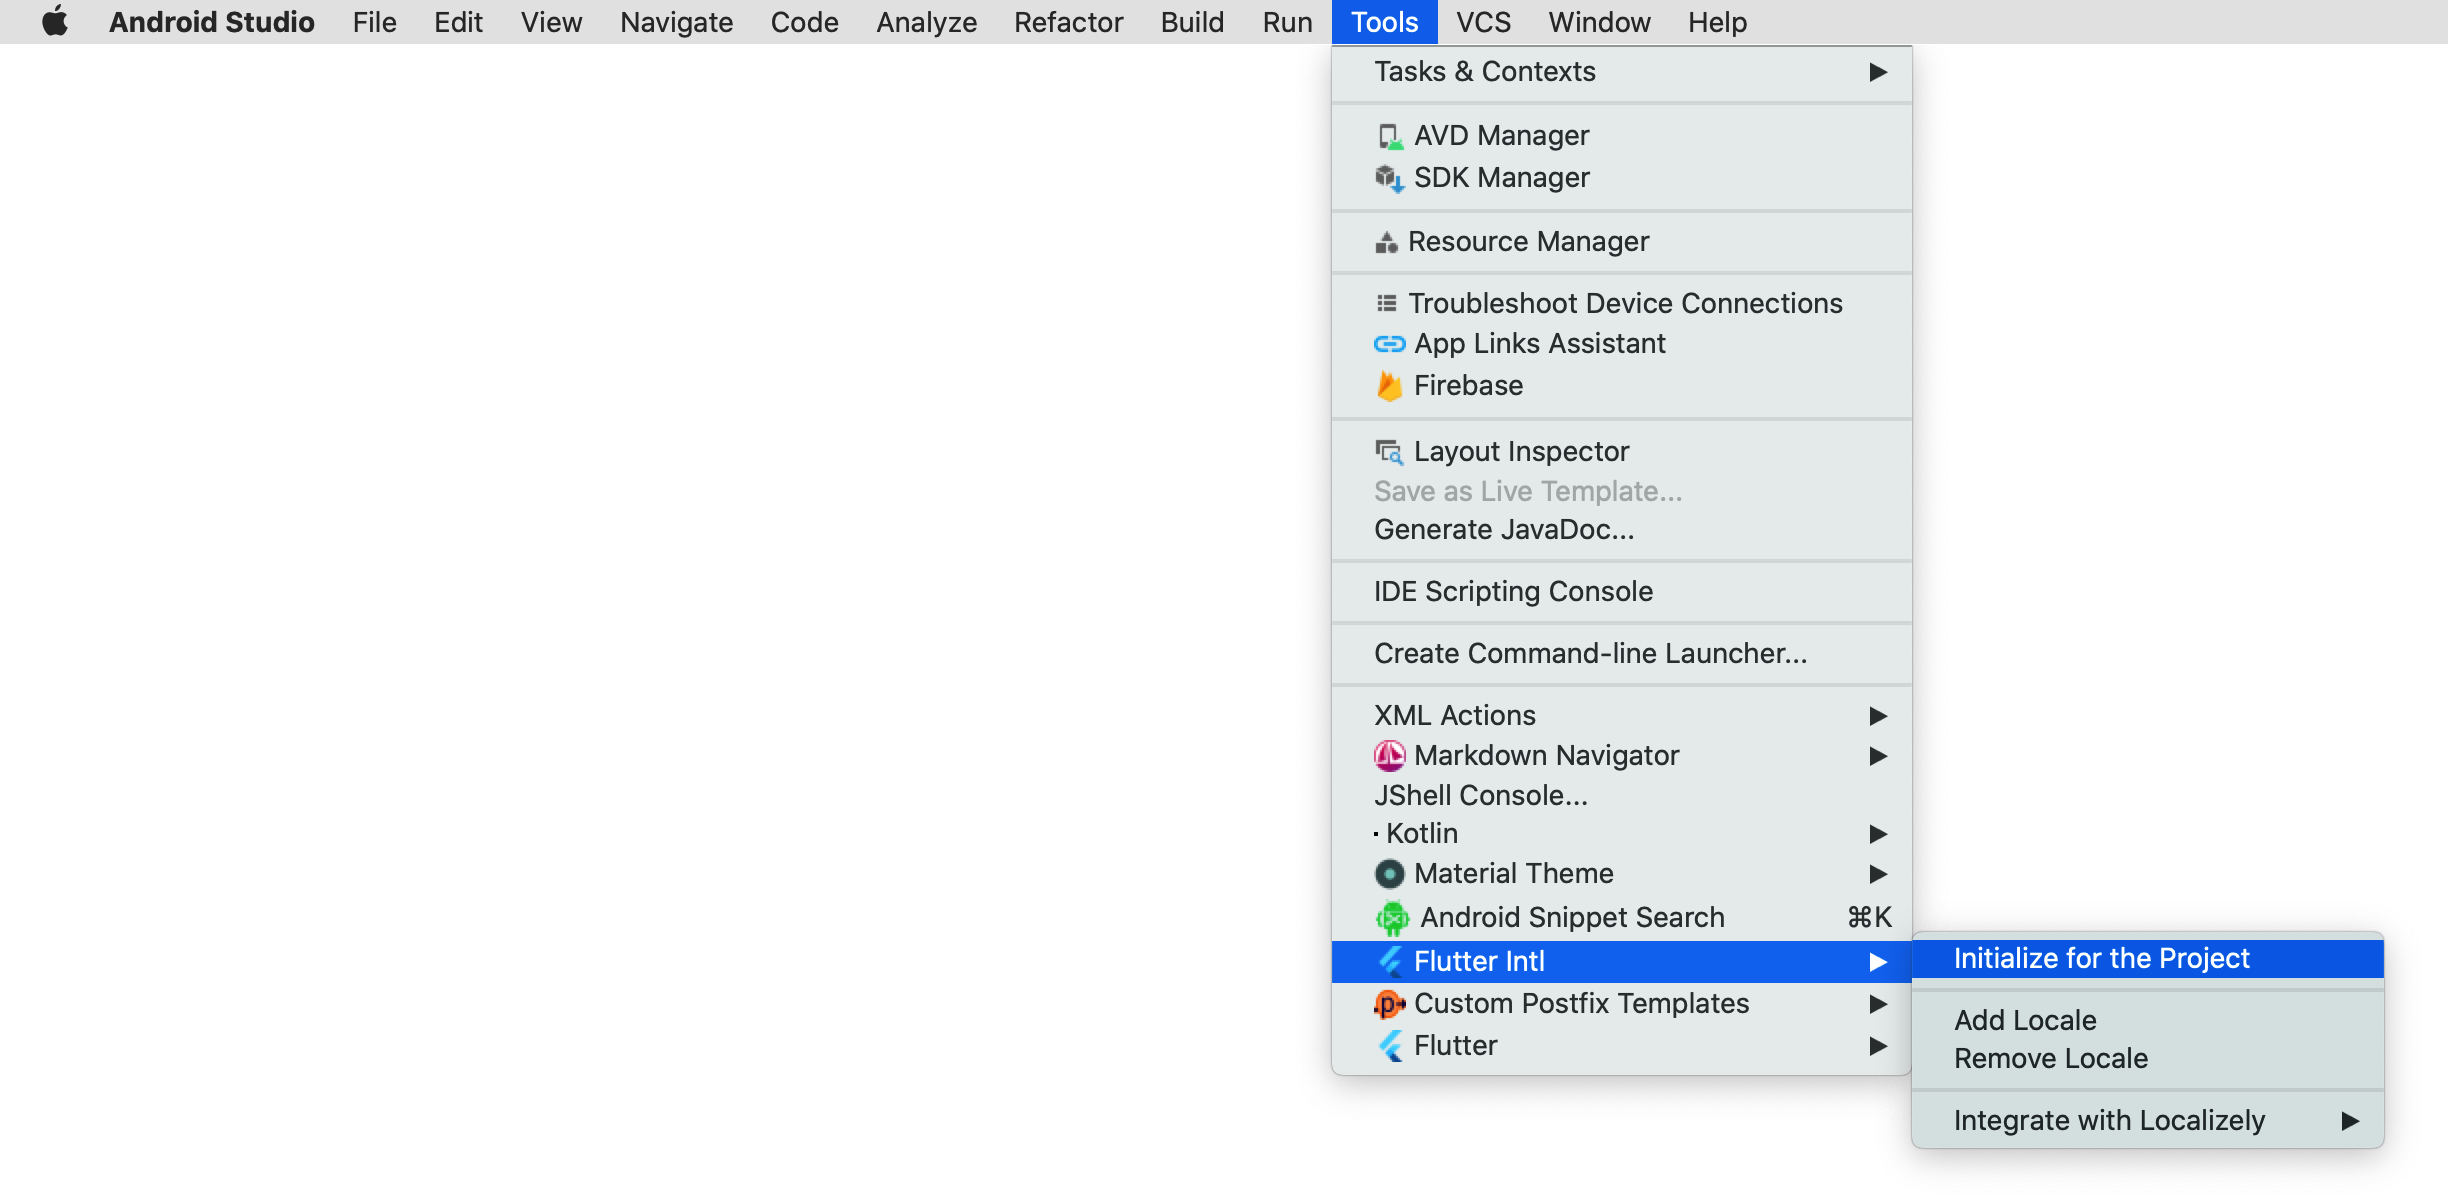 Android Studio File Edit View Navigate Code Analyze Refactor Build Run Tools VCS Window Help
Tasks & Contexts
AVD Manager
SDK Manager
Resource Manager
Troubleshoot Device Connections
App Links Assistant
Firebase
Layout Inspector
Save as Live Template...
Generate JavaDoc...
IDE Scripting Console
Create Command-line Launcher...
XML Actions
Markdown Navigator
JShell Console...
Kotlin
Material Theme
Android Snippet Search ⌘K
Flutter Intl
Custom Postfix Templates
Flutter
Initialize for the Project
Add Locale
Remove Locale
Integrate with Localizely